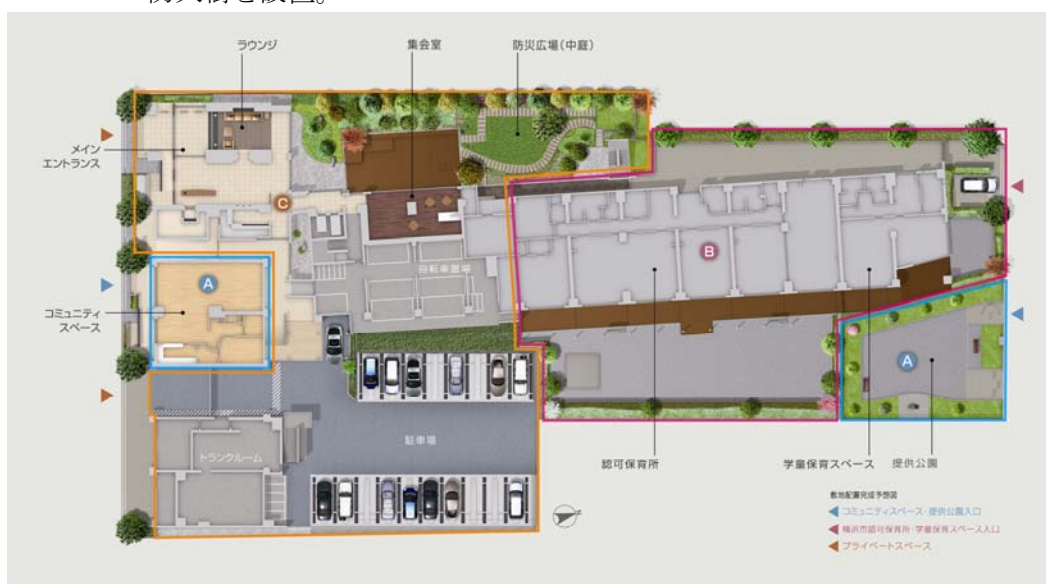 防災樹を設置。
ラウンジ
集会室
防災広場（中庭）
メイン
エントランス
C
自転車置場
B
A
コミュニティ
スペース
A
駐車場
トランクルーム
認可保育所
学童保育スペース
提供公園
敷地配置完成予想図
コミュニティスペース・提供公園入口
横浜市認可保育所・学童保育スペース入口
プライベートスペース